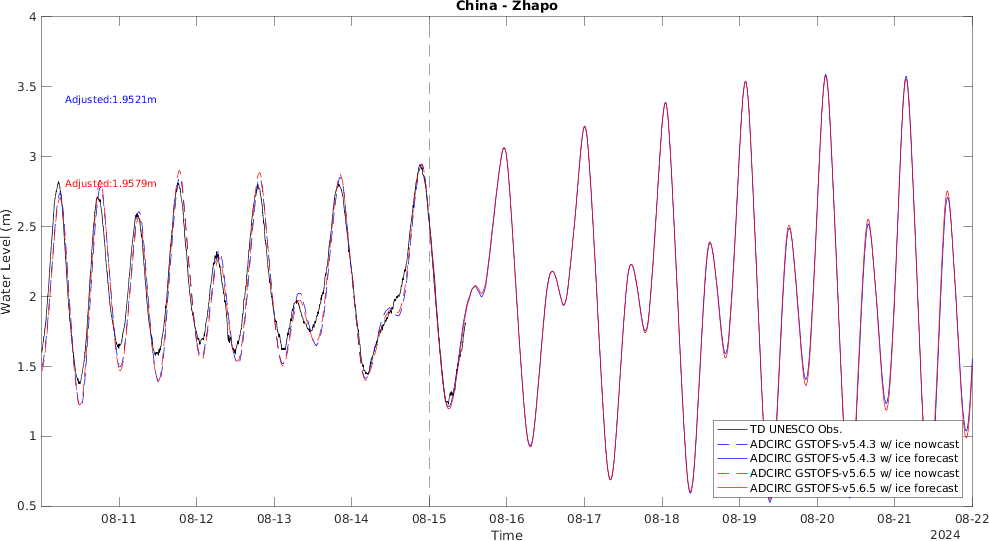 China - Zhapo
4
3.5
3
2.5
2
1.5
1
0.5
Water Level (m)
Adjusted:1.9521m
Adjusted:1.9579m
TD UNESCO Obs.
ADCIRC GSTOFS-v5.4.3 w/ ice nowcast
ADCIRC GSTOFS-v5.4.3 w/ ice forecast
ADCIRC GSTOFS-v5.6.5 w/ ice nowcast
ADCIRC GSTOFS-v5.6.5 w/ ice forecast
08-11 08-12 08-13 08-14 08-15 08-16 08-17 08-18 08-19 08-20 08-21 08-22
Time
2024